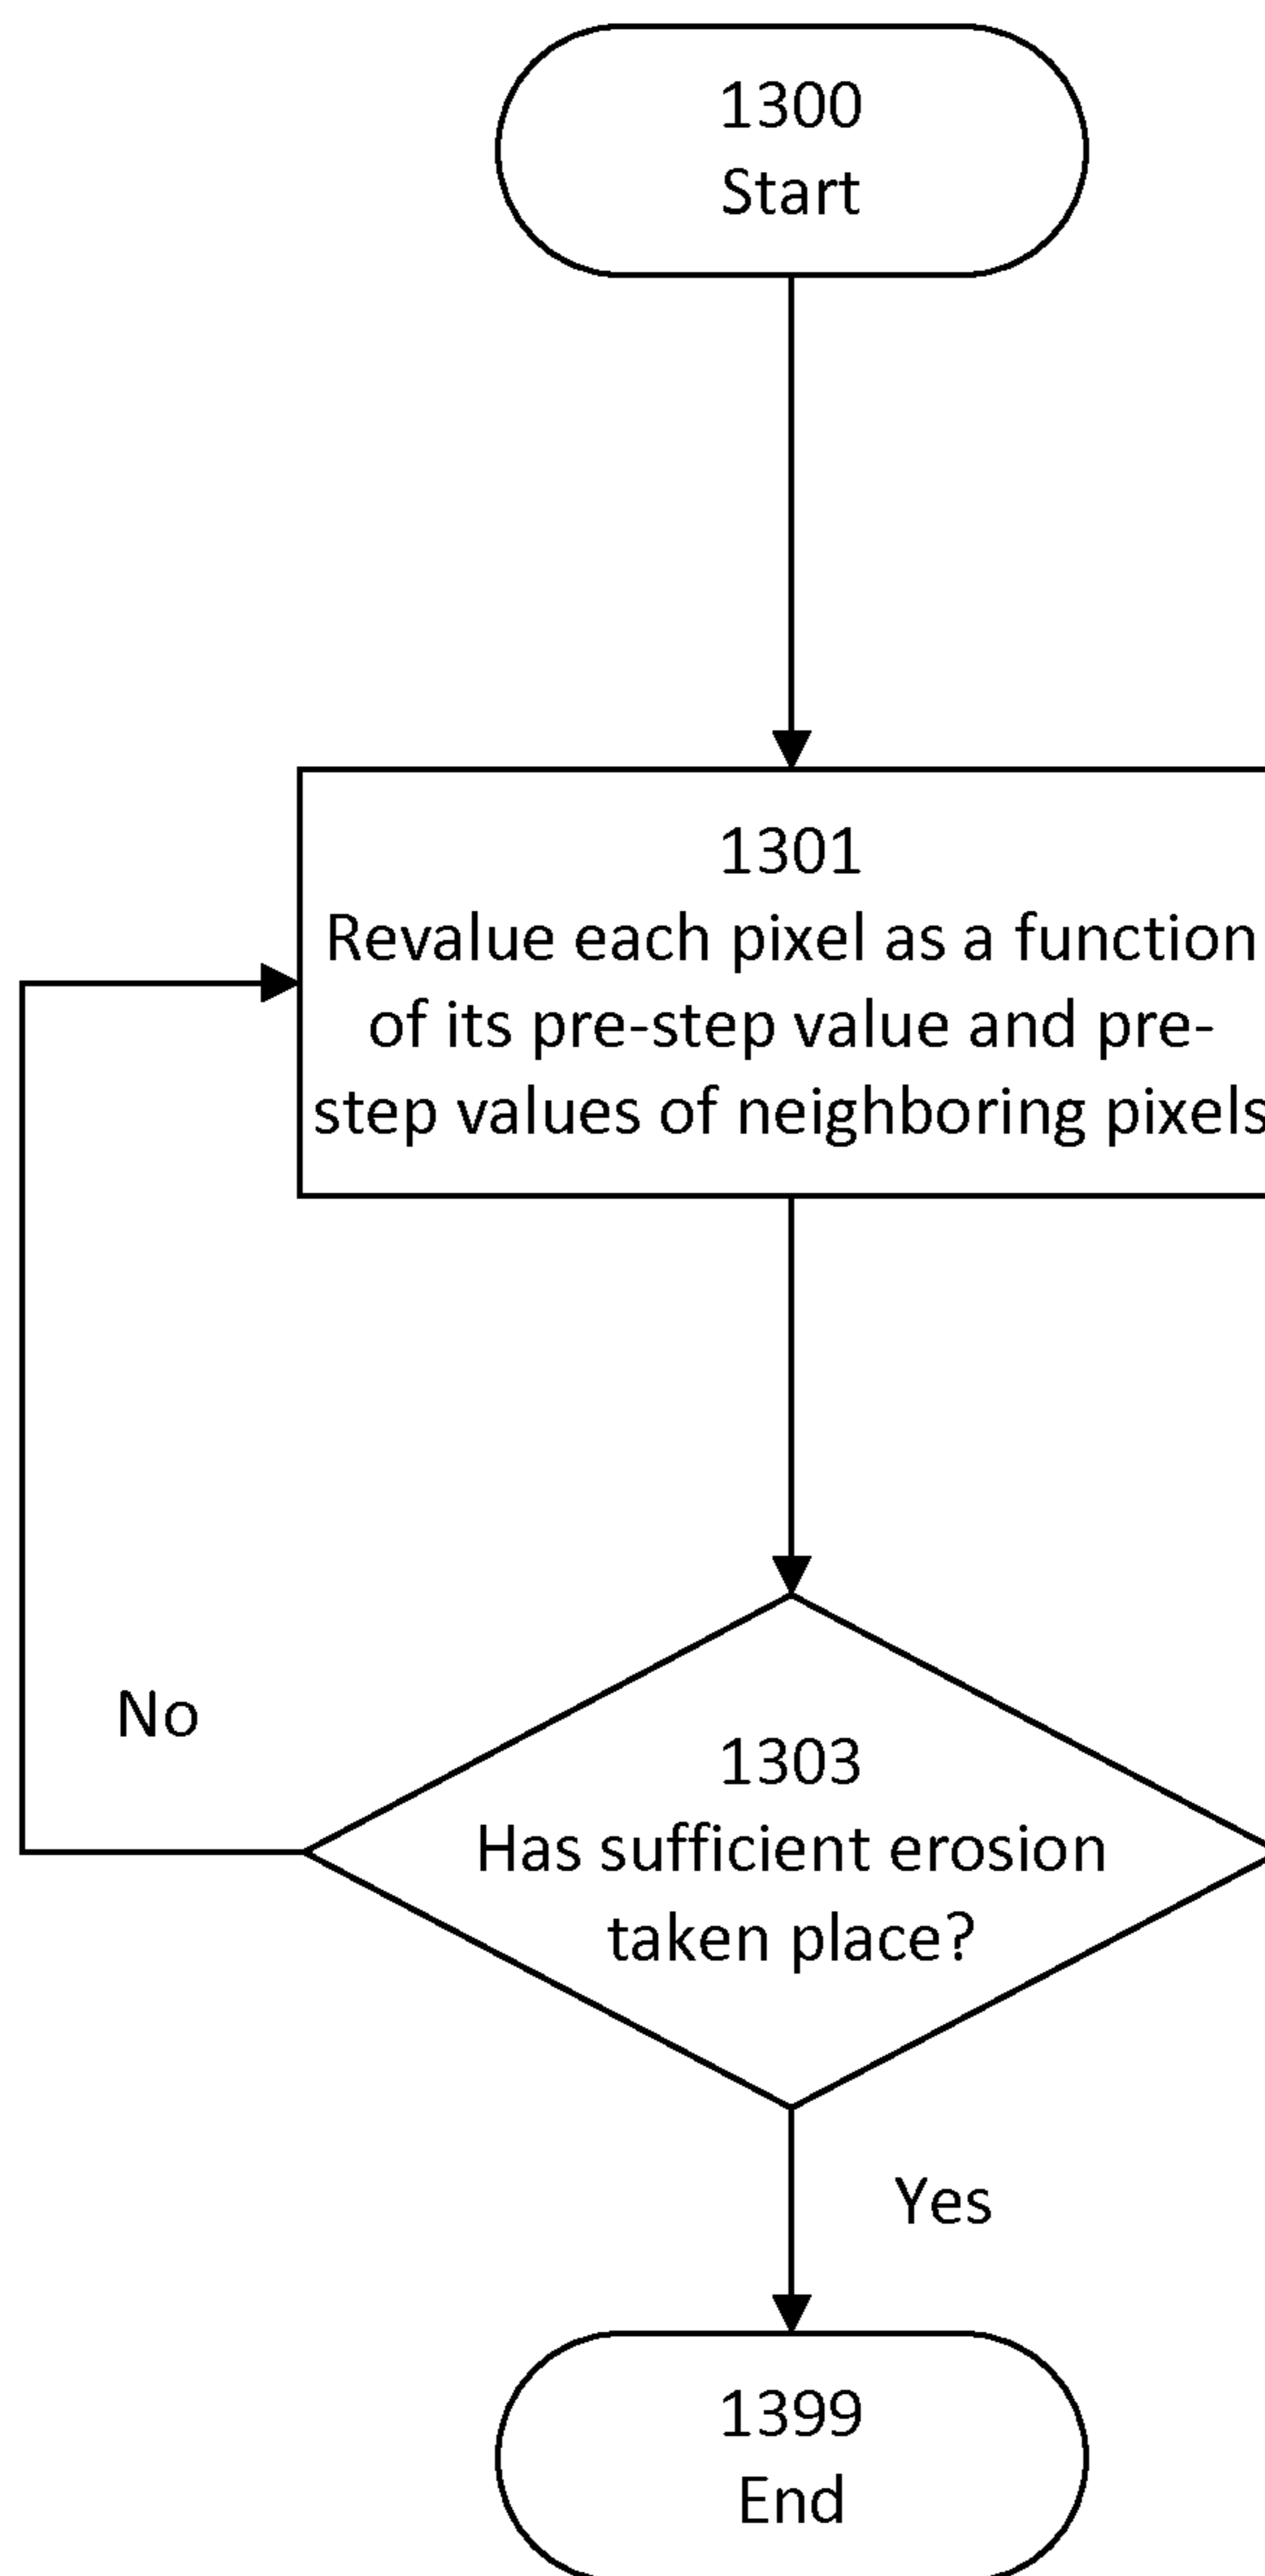 1300
Start
1301
Revalue each pixel as a function
of its pre-step value and pre-
step values of neighboring pixels
No
1303
Has sufficient erosion
taken place?
Yes
1399
End